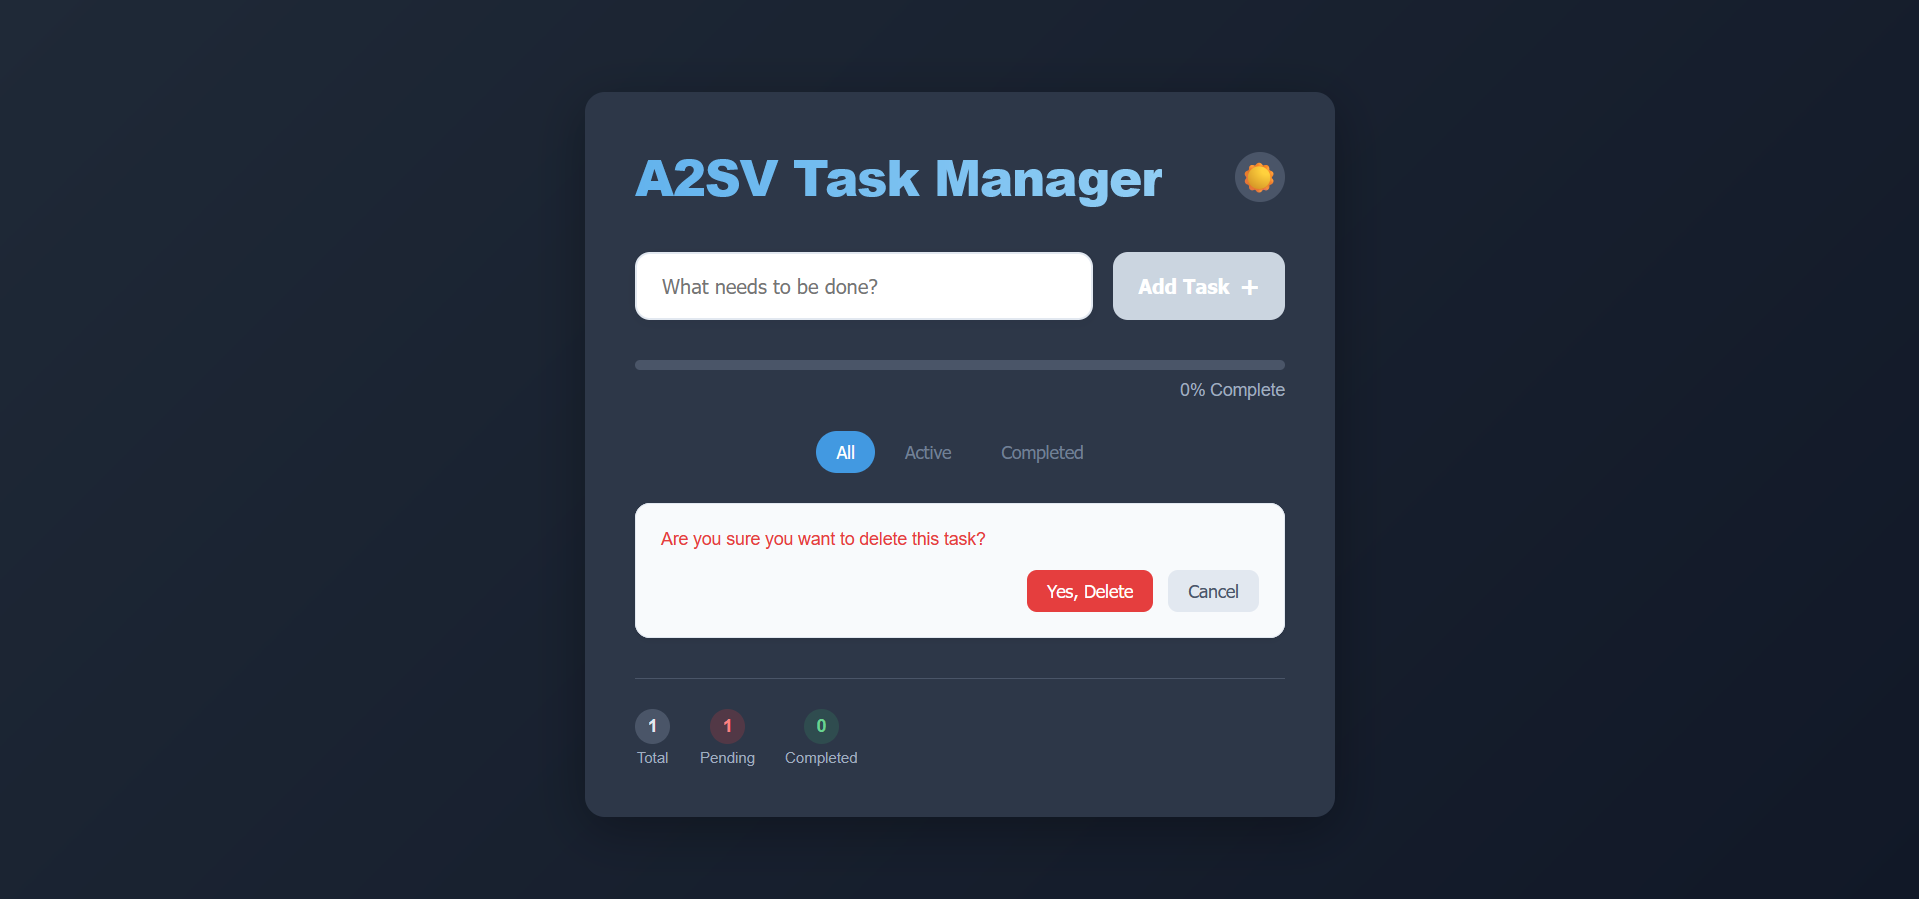 A2SV Task Manager
What needs to be done?
Add Task +
0% Complete
All Active Completed
Are you sure you want to delete this task?
Yes, Delete Cancel
1 1 0
Total Pending Completed